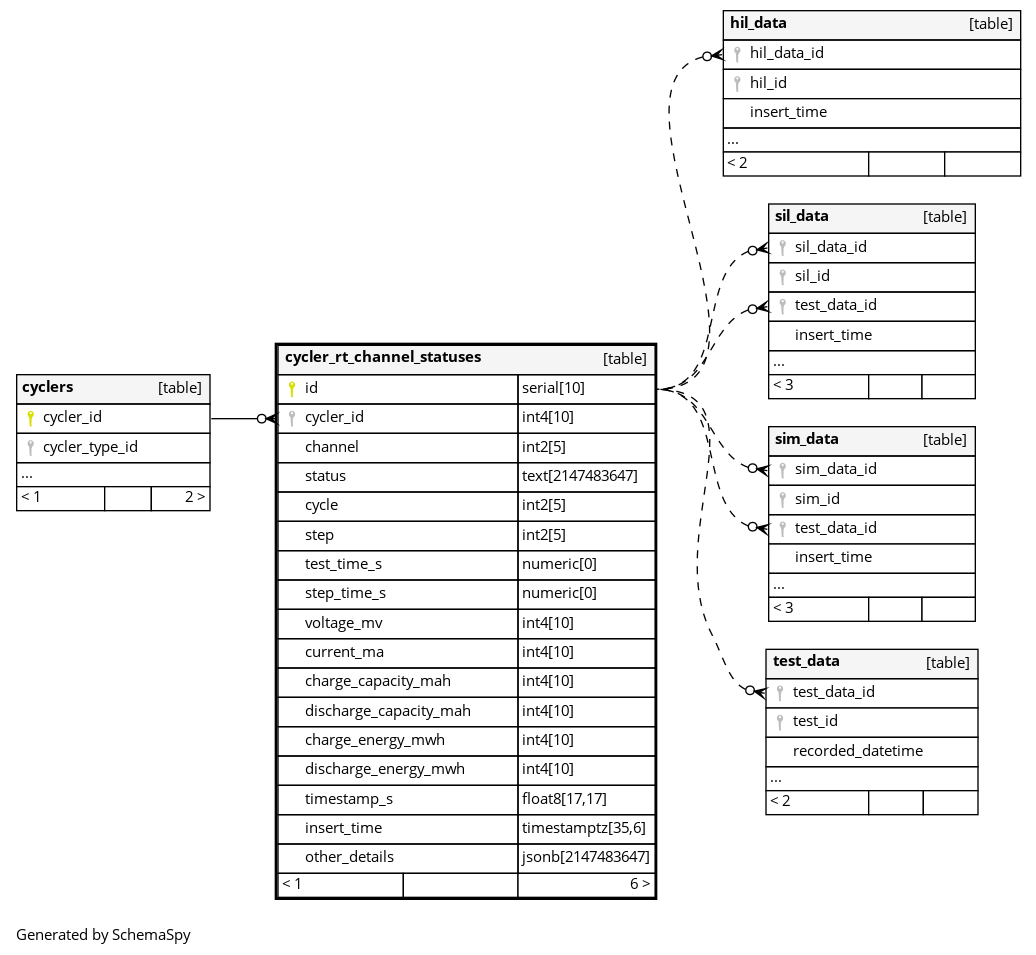 hil_data [table]
hil_data_id
hil_id
insert_time
...
< 2
sil_data [table]
sil_data_id
sil_id
test_data_id
insert_time
...
< 3
cyclers [table]
cycler_id
cycler_type_id
...
< 1 2 >
cycler_rt_channel_statuses [table]
id serial[10]
cycler_id int4[10]
channel int2[5]
status text[2147483647]
cycle int2[5]
step int2[5]
test_time_s numeric[0]
step_time_s numeric[0]
voltage_mv int4[10]
current_ma int4[10]
charge_capacity_mah int4[10]
discharge_capacity_mah int4[10]
charge_energy_mwh int4[10]
discharge_energy_mwh int4[10]
timestamp_s float8[17,17]
insert_time timestamptz[35,6]
other_details jsonb[2147483647]
< 1 6 >
sim_data [table]
sim_data_id
sim_id
test_data_id
insert_time
...
< 3
test_data [table]
test_data_id
test_id
recorded_datetime
...
< 2
Generated by SchemaSpy